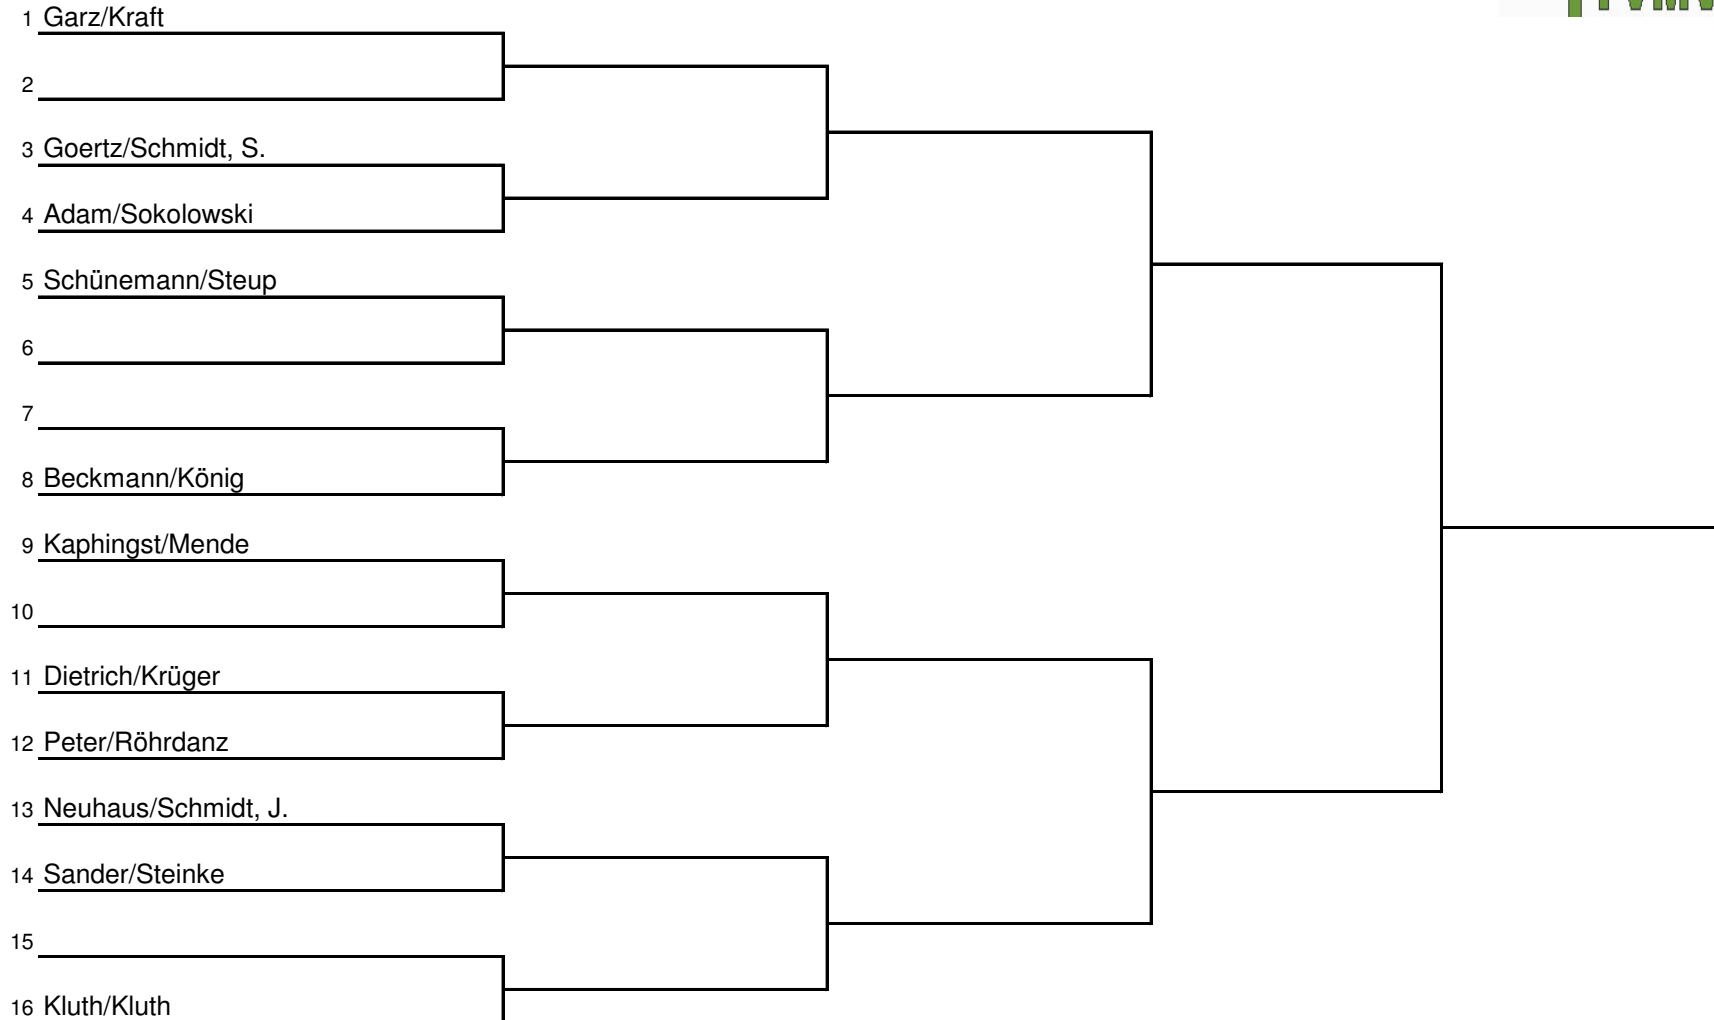 1 Garz/Kraft
2
3 Goertz/Schmidt, S.
4 Adam/Sokolowski
5 Schünemann/Steup
6
7
8 Beckmann/König
9 Kaphingst/Mende
10
11 Dietrich/Krüger
12 Peter/Röhrdanz
13 Neuhaus/Schmidt, J.
14 Sander/Steinke
15
16 Kluth/Kluth